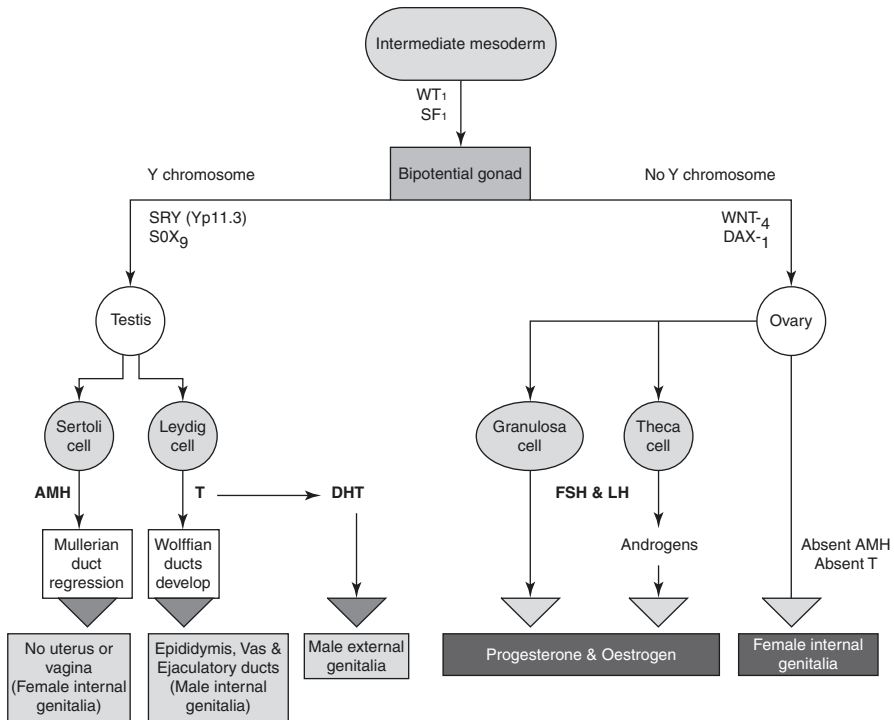 Intermediate mesoderm
WT1
SF1
Bipotential gonad
Y chromosome
No Y chromosome
SRY (Yp11.3)
S0X9
WNT-4
DAX-1
Testis
Ovary
Sertoli
cell
Leydig
cell
Granulosa
cell
Theca
cell
AMH
T
DHT
FSH & LH
Mullerian
duct
regression
Wolffian
ducts
develop
Androgens
Absent AMH
Absent T
No uterus or
vagina
(Female internal
genitalia)
Epididymis, Vas &
Ejaculatory ducts
(Male internal
genitalia)
Male external
genitalia
Progesterone & Oestrogen
Female internal
genitalia